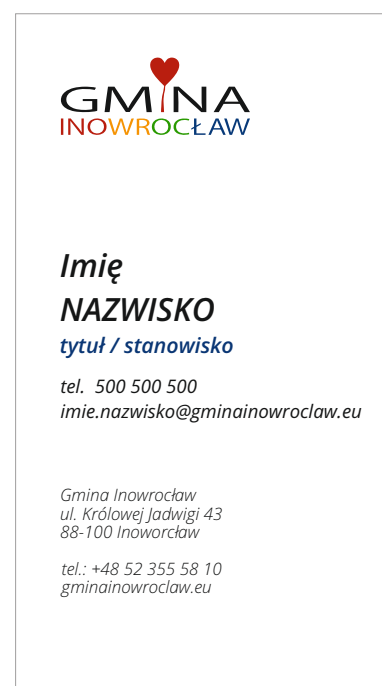 GMINA
INOWROCŁAW
Imię
NAZWISKO
tytuł / stanowisko
tel. 500 500 500
imie.nazwisko@gminainowroclaw.eu
Gmina Inowrocław
ul. Królowej Jadwigi 43
88-100 Inoworcław
tel.: +48 52 355 58 10
gminainowroclaw.eu